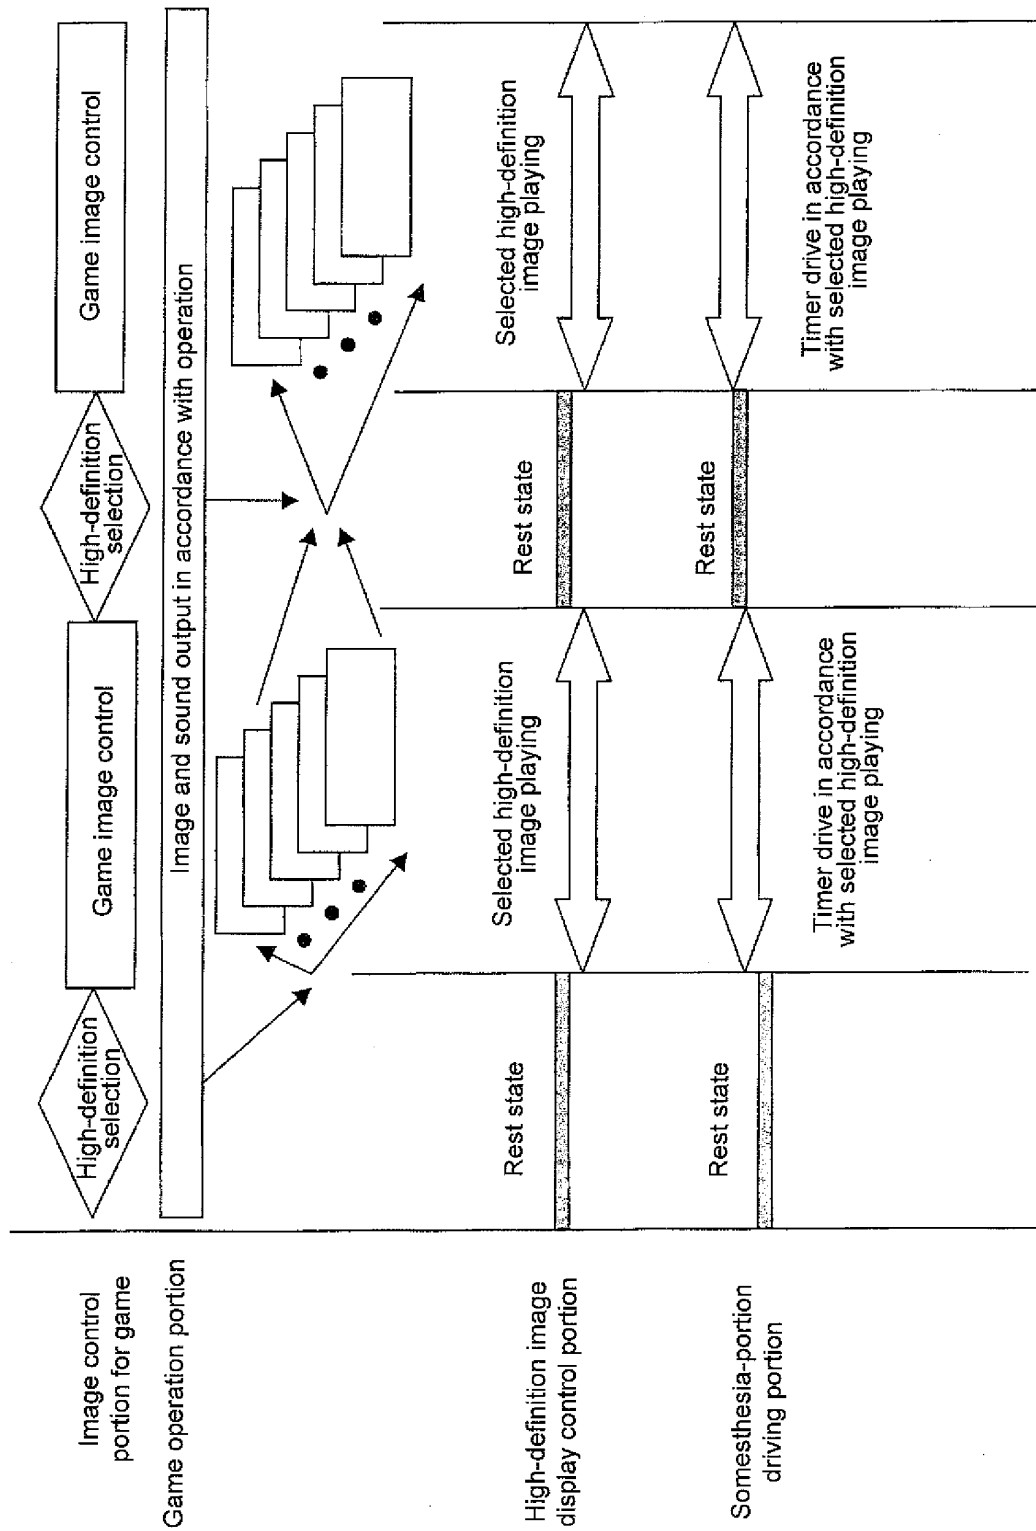 Image control
portion for game
High-definition
selection
Game image control
High-definition
selection
Game image control
Game operation portion
Image and sound output in accordance with operation
High-definition image
display control portion
Rest state
Selected high-definition
image playing
Rest state
Selected high-definition
image playing
Somesthesia-portion
driving portion
Rest state
Timer drive in accordance
with selected high-definition
image playing
Rest state
Timer drive in accordance
with selected high-definition
image playing